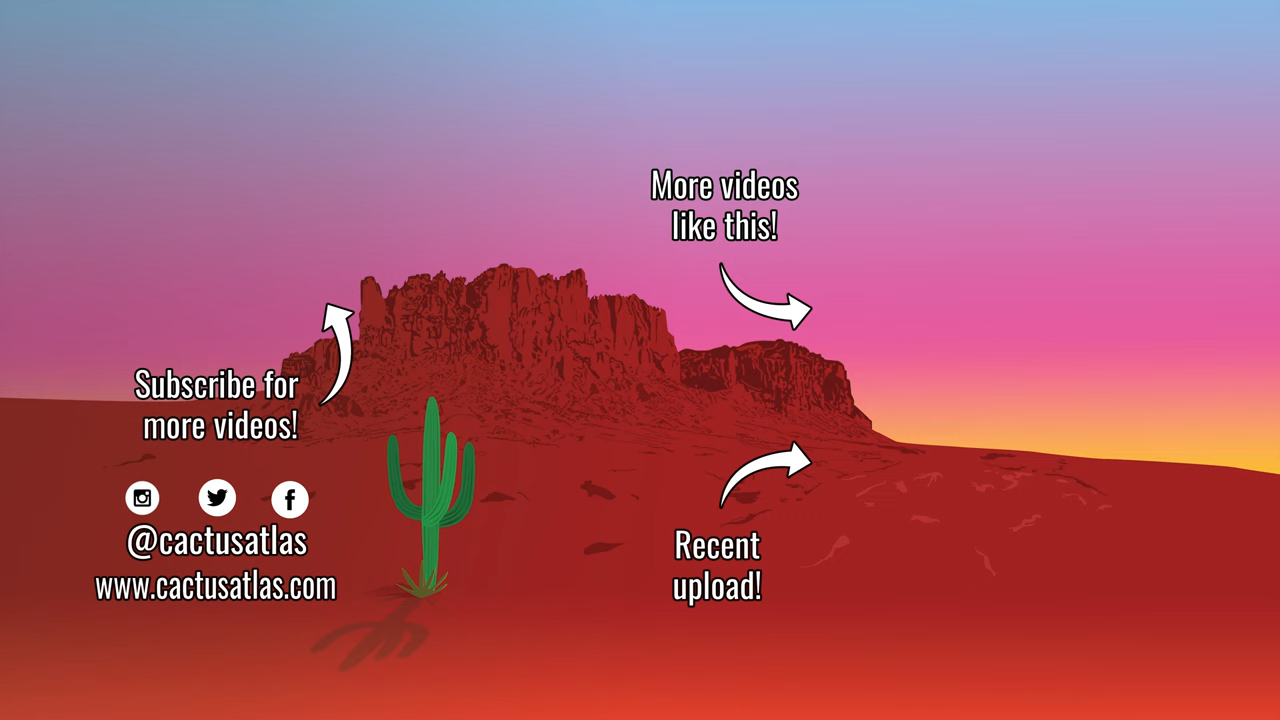 More videos
like this!
Subscribe for
more videos!
@cactusatlas
www.cactusatlas.com
Recent
upload!